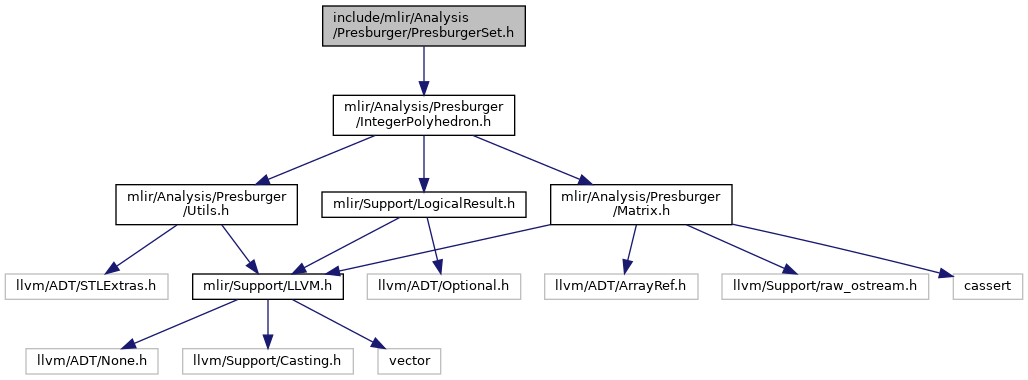 include/mlir/Analysis
/Presburger/PresburgerSet.h
mlir/Analysis/Presburger
/IntegerPolyhedron.h
mlir/Analysis/Presburger
/Utils.h
mlir/Support/LogicalResult.h
mlir/Analysis/Presburger
/Matrix.h
llvm/ADT/STLExtras.h
mlir/Support/LLVM.h
llvm/ADT/Optional.h
llvm/ADT/ArrayRef.h
llvm/Support/raw_ostream.h
cassert
llvm/ADT/None.h
llvm/Support/Casting.h
vector